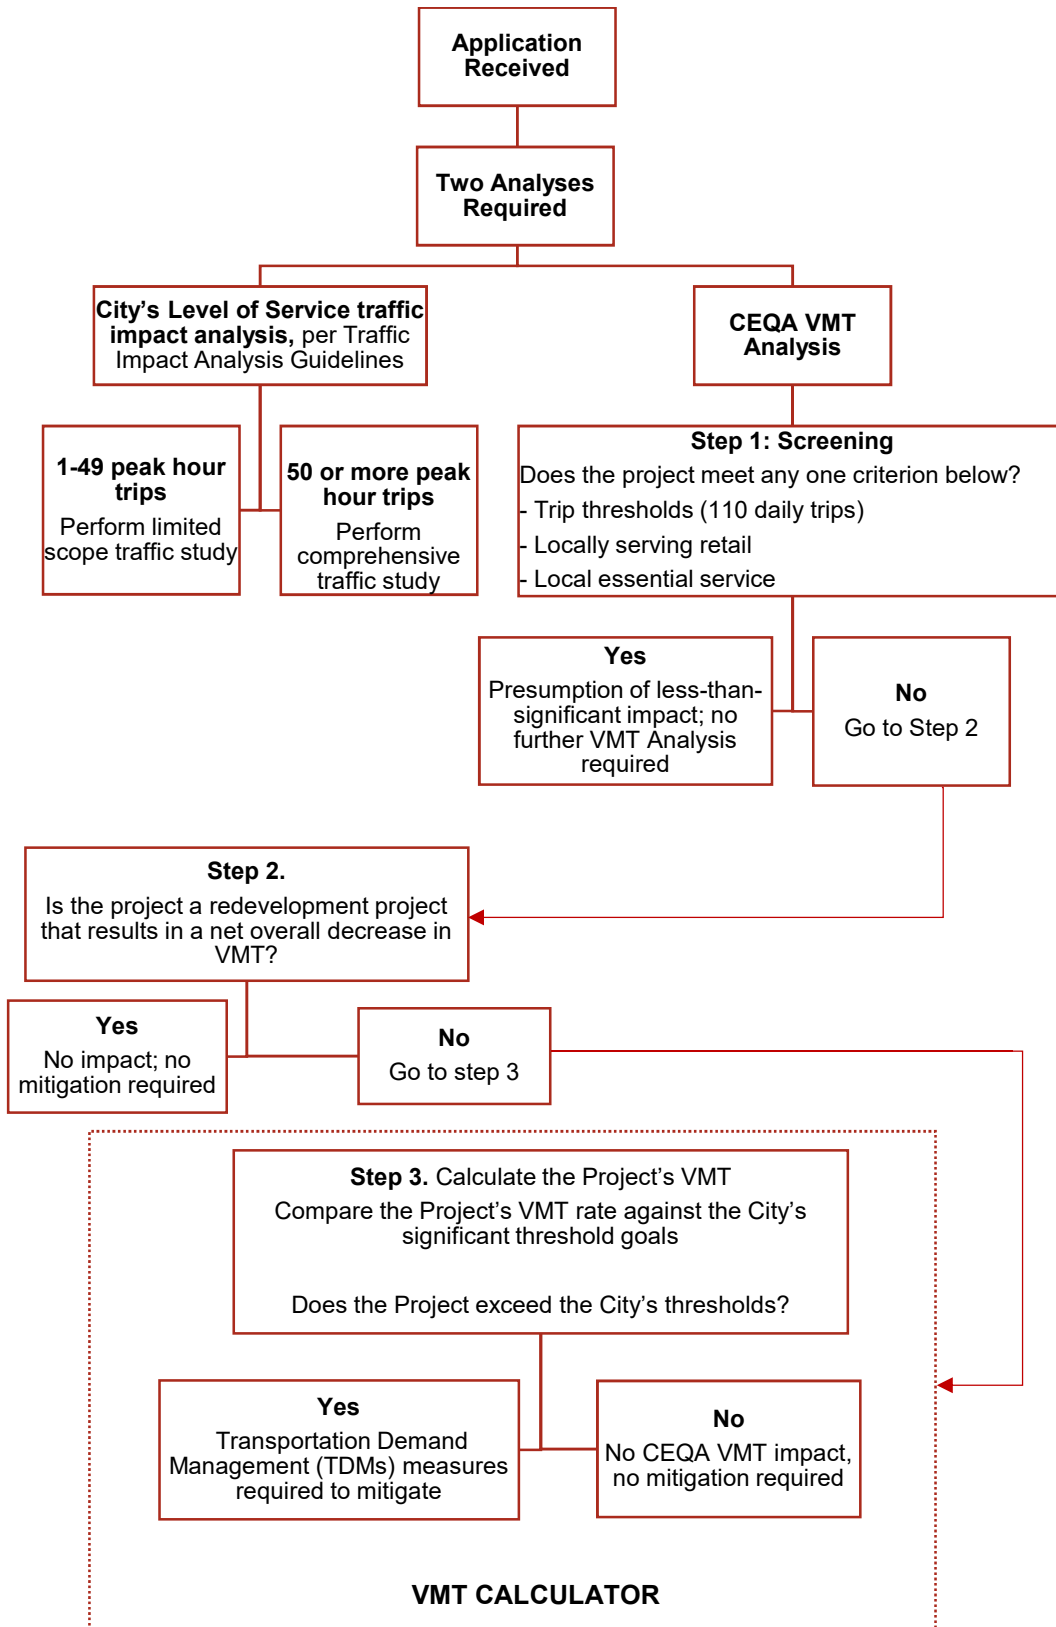 Application
Received
Two Analyses
Required
City’s Level of Service traffic
impact analysis, per Traffic
Impact Analysis Guidelines
CEQA VMT
Analysis
1-49 peak hour
trips
Perform limited
scope traffic study
50 or more peak
hour trips
Perform
comprehensive
traffic study
Step 1: Screening
Does the project meet any one criterion below?
- Trip thresholds (110 daily trips)
- Locally serving retail
- Local essential service
Yes
Presumption of less-than-
significant impact; no
further VMT Analysis
required
No
Go to Step 2
Step 2.
Is the project a redevelopment project
that results in a net overall decrease in
VMT?
Yes
No impact; no
mitigation required
No
Go to step 3
Step 3. Calculate the Project’s VMT
Compare the Project’s VMT rate against the City’s
significant threshold goals
Does the Project exceed the City’s thresholds?
Yes
Transportation Demand
Management (TDMs) measures
required to mitigate
No
No CEQA VMT impact,
no mitigation required
VMT CALCULATOR